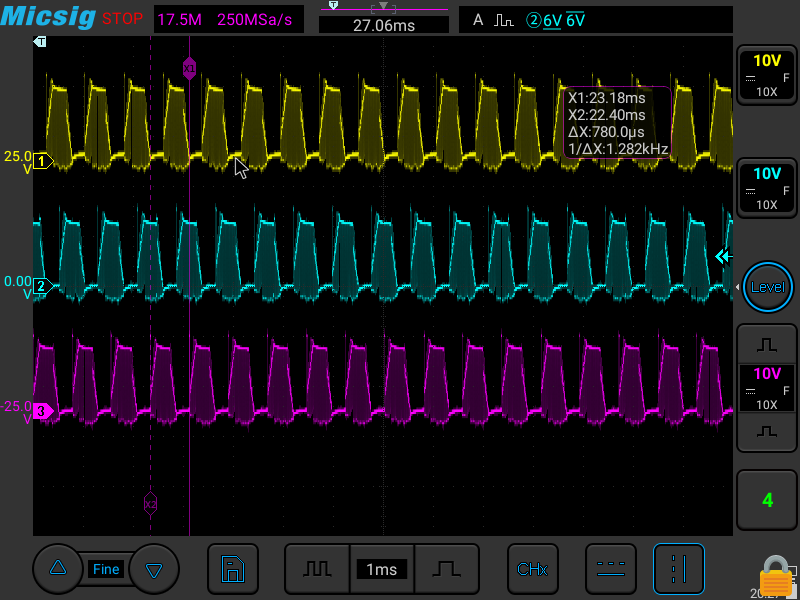 Micsig STOP 17.5M 250MSa/s T 27.06ms A ② 6V 6V
T
X1
10V
F
10X
X1:23.18ms
X2:22.40ms
ΔX:780.0μs
1/ΔX:1.282kHz
25.0
V
1
10V
F
10X
0.00
V
2
Level
10V
F
10X
-25.0
V
3
X2
4
Fine
1ms
CHx